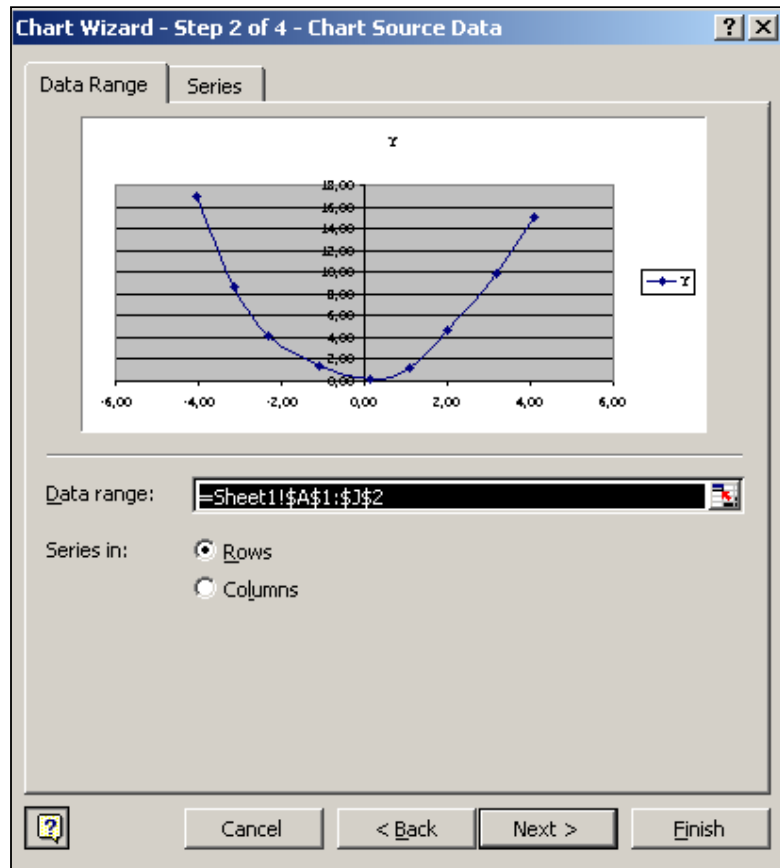 Chart Wizard - Step 2 of 4 - Chart Source Data
Data Range Series
Y
18,00
16,00
14,00
12,00
10,00
8,00
6,00
4,00
2,00
0,00
-6,00 -4,00 -2,00 0,00 2,00 4,00 6,00
Y
Data range: =Sheet1!$A$1:$J$2
Series in: Rows
Columns
Cancel < Back Next > Finish